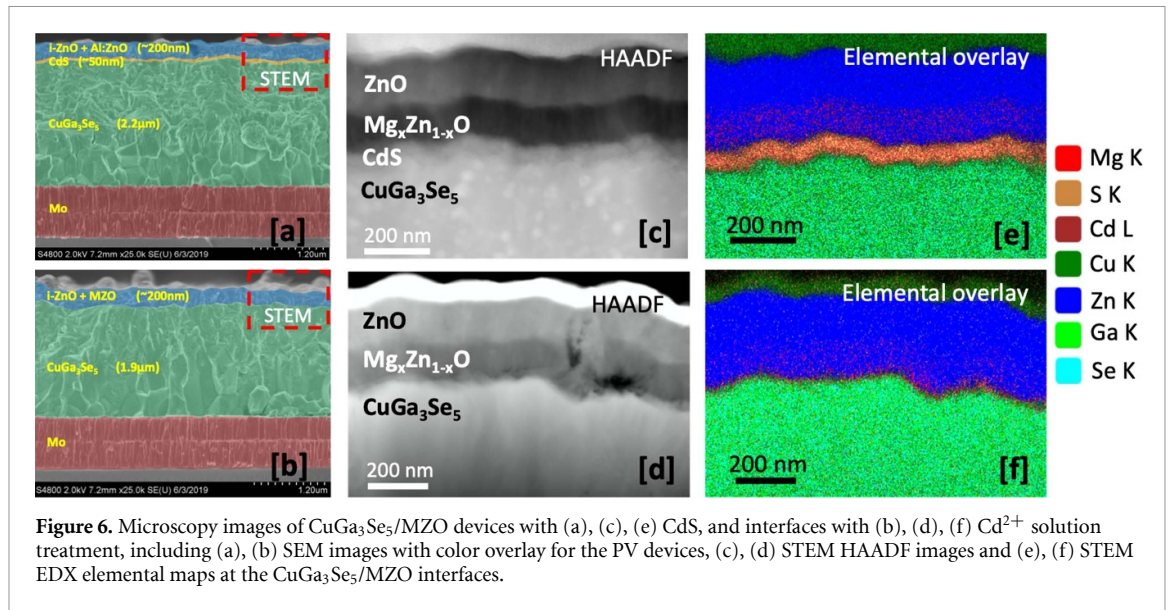 i-ZnO + Al:ZnO (~200nm)
CdS (~50nm)
STEM
CuGa₃Se₅ (2.2μm)
Mo
[a]
S4800 2.0kV 7.2mm x25.0k SE(U) 6/3/2019 1.20um
HAADF
ZnO
MgₓZn₁₋ₓO
CdS
CuGa₃Se₅
200 nm
[c]
Elemental overlay
200 nm
[e]
i-ZnO + MZO (~200nm)
STEM
CuGa₃Se₅ (1.9μm)
Mo
[b]
S4800 2.0kV 7.2mm x25.0k SE(U) 6/3/2019 1.20um
HAADF
ZnO
MgₓZn₁₋ₓO
CuGa₃Se₅
200 nm
[d]
Elemental overlay
200 nm
[f]
Mg K
S K
Cd L
Cu K
Zn K
Ga K
Se K
Figure 6. Microscopy images of CuGa₃Se₅/MZO devices with (a), (c), (e) CdS, and interfaces with (b), (d), (f) Cd²⁺ solution
treatment, including (a), (b) SEM images with color overlay for the PV devices, (c), (d) STEM HAADF images and (e), (f) STEM
EDX elemental maps at the CuGa₃Se₅/MZO interfaces.